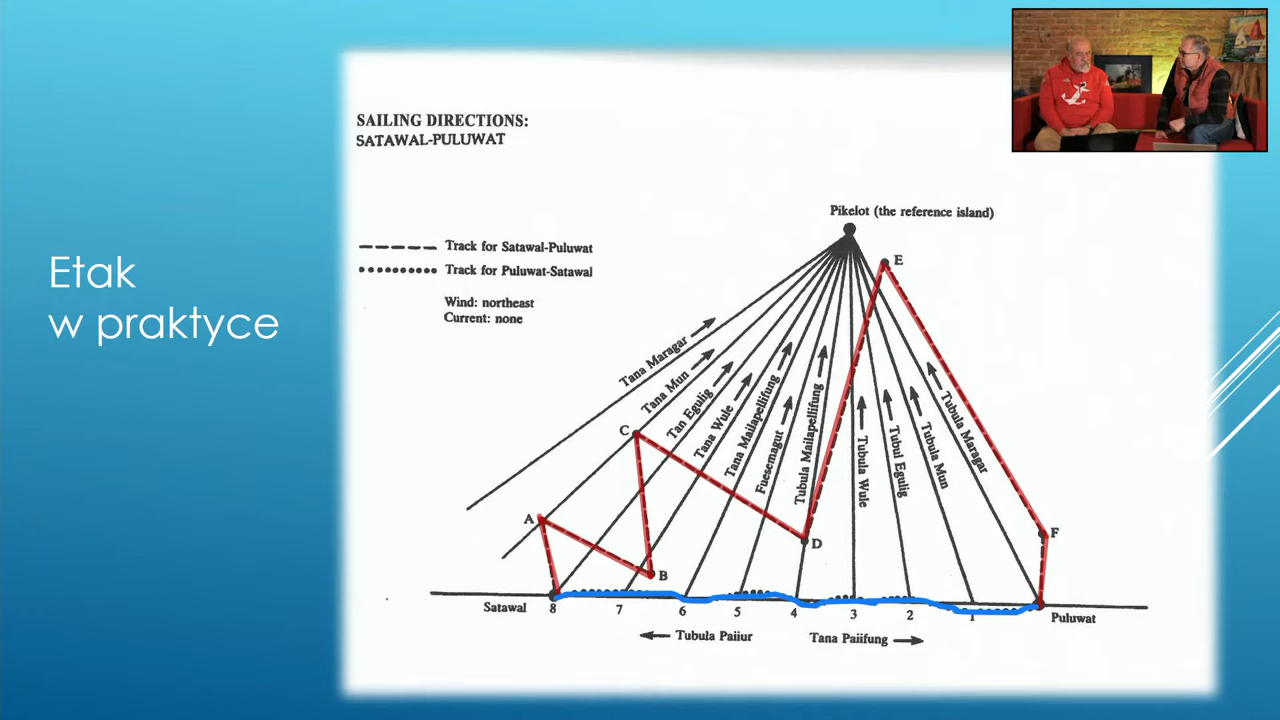 Etak
w praktyce
SAILING DIRECTIONS:
SATAWAL-PULUWAT
Pikelot (the reference island)
Track for Satawal-Puluwat
Track for Puluwat-Satawal
Wind: northeast
Current: none
E
Tana Maragar
Tana Mun
Tan Egulig
Tana Wule
Tana Mailapellifung
Fuesemagut
Tubula Mailapellifung
Tubula Wule
Tubul Egulig
Tubula Mun
Tubula Maragar
C
A
B
D
F
Satawal
8
7
6
5
4
3
2
1
Puluwat
Tubula Paiiur
Tana Paiifung